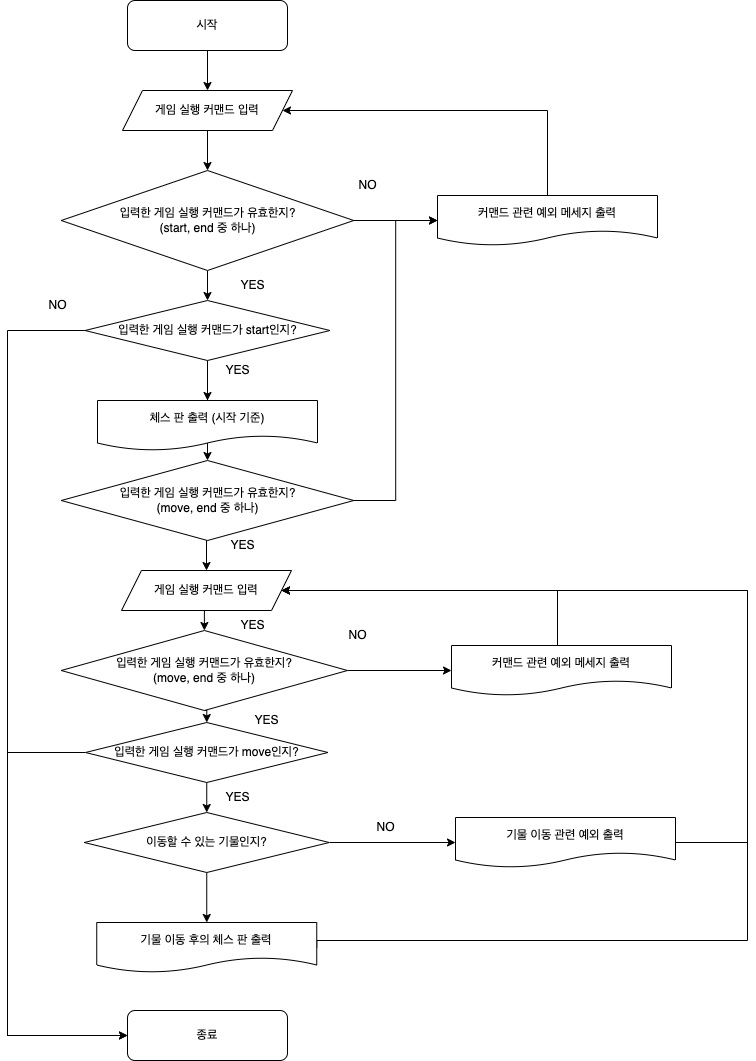 시작
게임 실행 커맨드 입력
NO
입력한 게임 실행 커맨드가 유효한지?
(start, end 중 하나)
커맨드 관련 예외 메세지 출력
YES
NO
입력한 게임 실행 커맨드가 start인지?
YES
체스 판 출력 (시작 기준)
입력한 게임 실행 커맨드가 유효한지?
(move, end 중 하나)
YES
게임 실행 커맨드 입력
YES
NO
입력한 게임 실행 커맨드가 유효한지?
(move, end 중 하나)
커맨드 관련 예외 메세지 출력
YES
입력한 게임 실행 커맨드가 move인지?
YES
NO
이동할 수 있는 기물인지?
기물 이동 관련 예외 출력
기물 이동 후의 체스 판 출력
종료